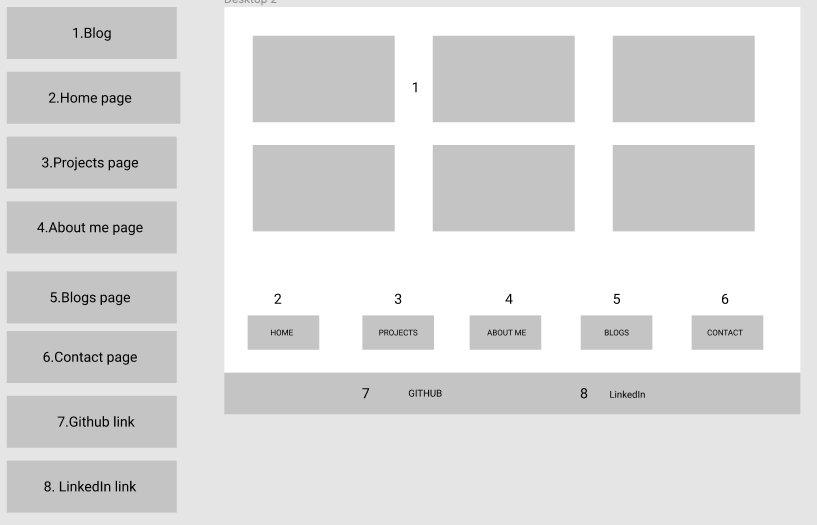 Desktop 2
1.Blog
2.Home page
3.Projects page
4.About me page
5.Blogs page
6.Contact page
7.Github link
8. LinkedIn link
1
2 3 4 5 6
HOME PROJECTS ABOUT ME BLOGS CONTACT
7 GITHUB 8 LinkedIn